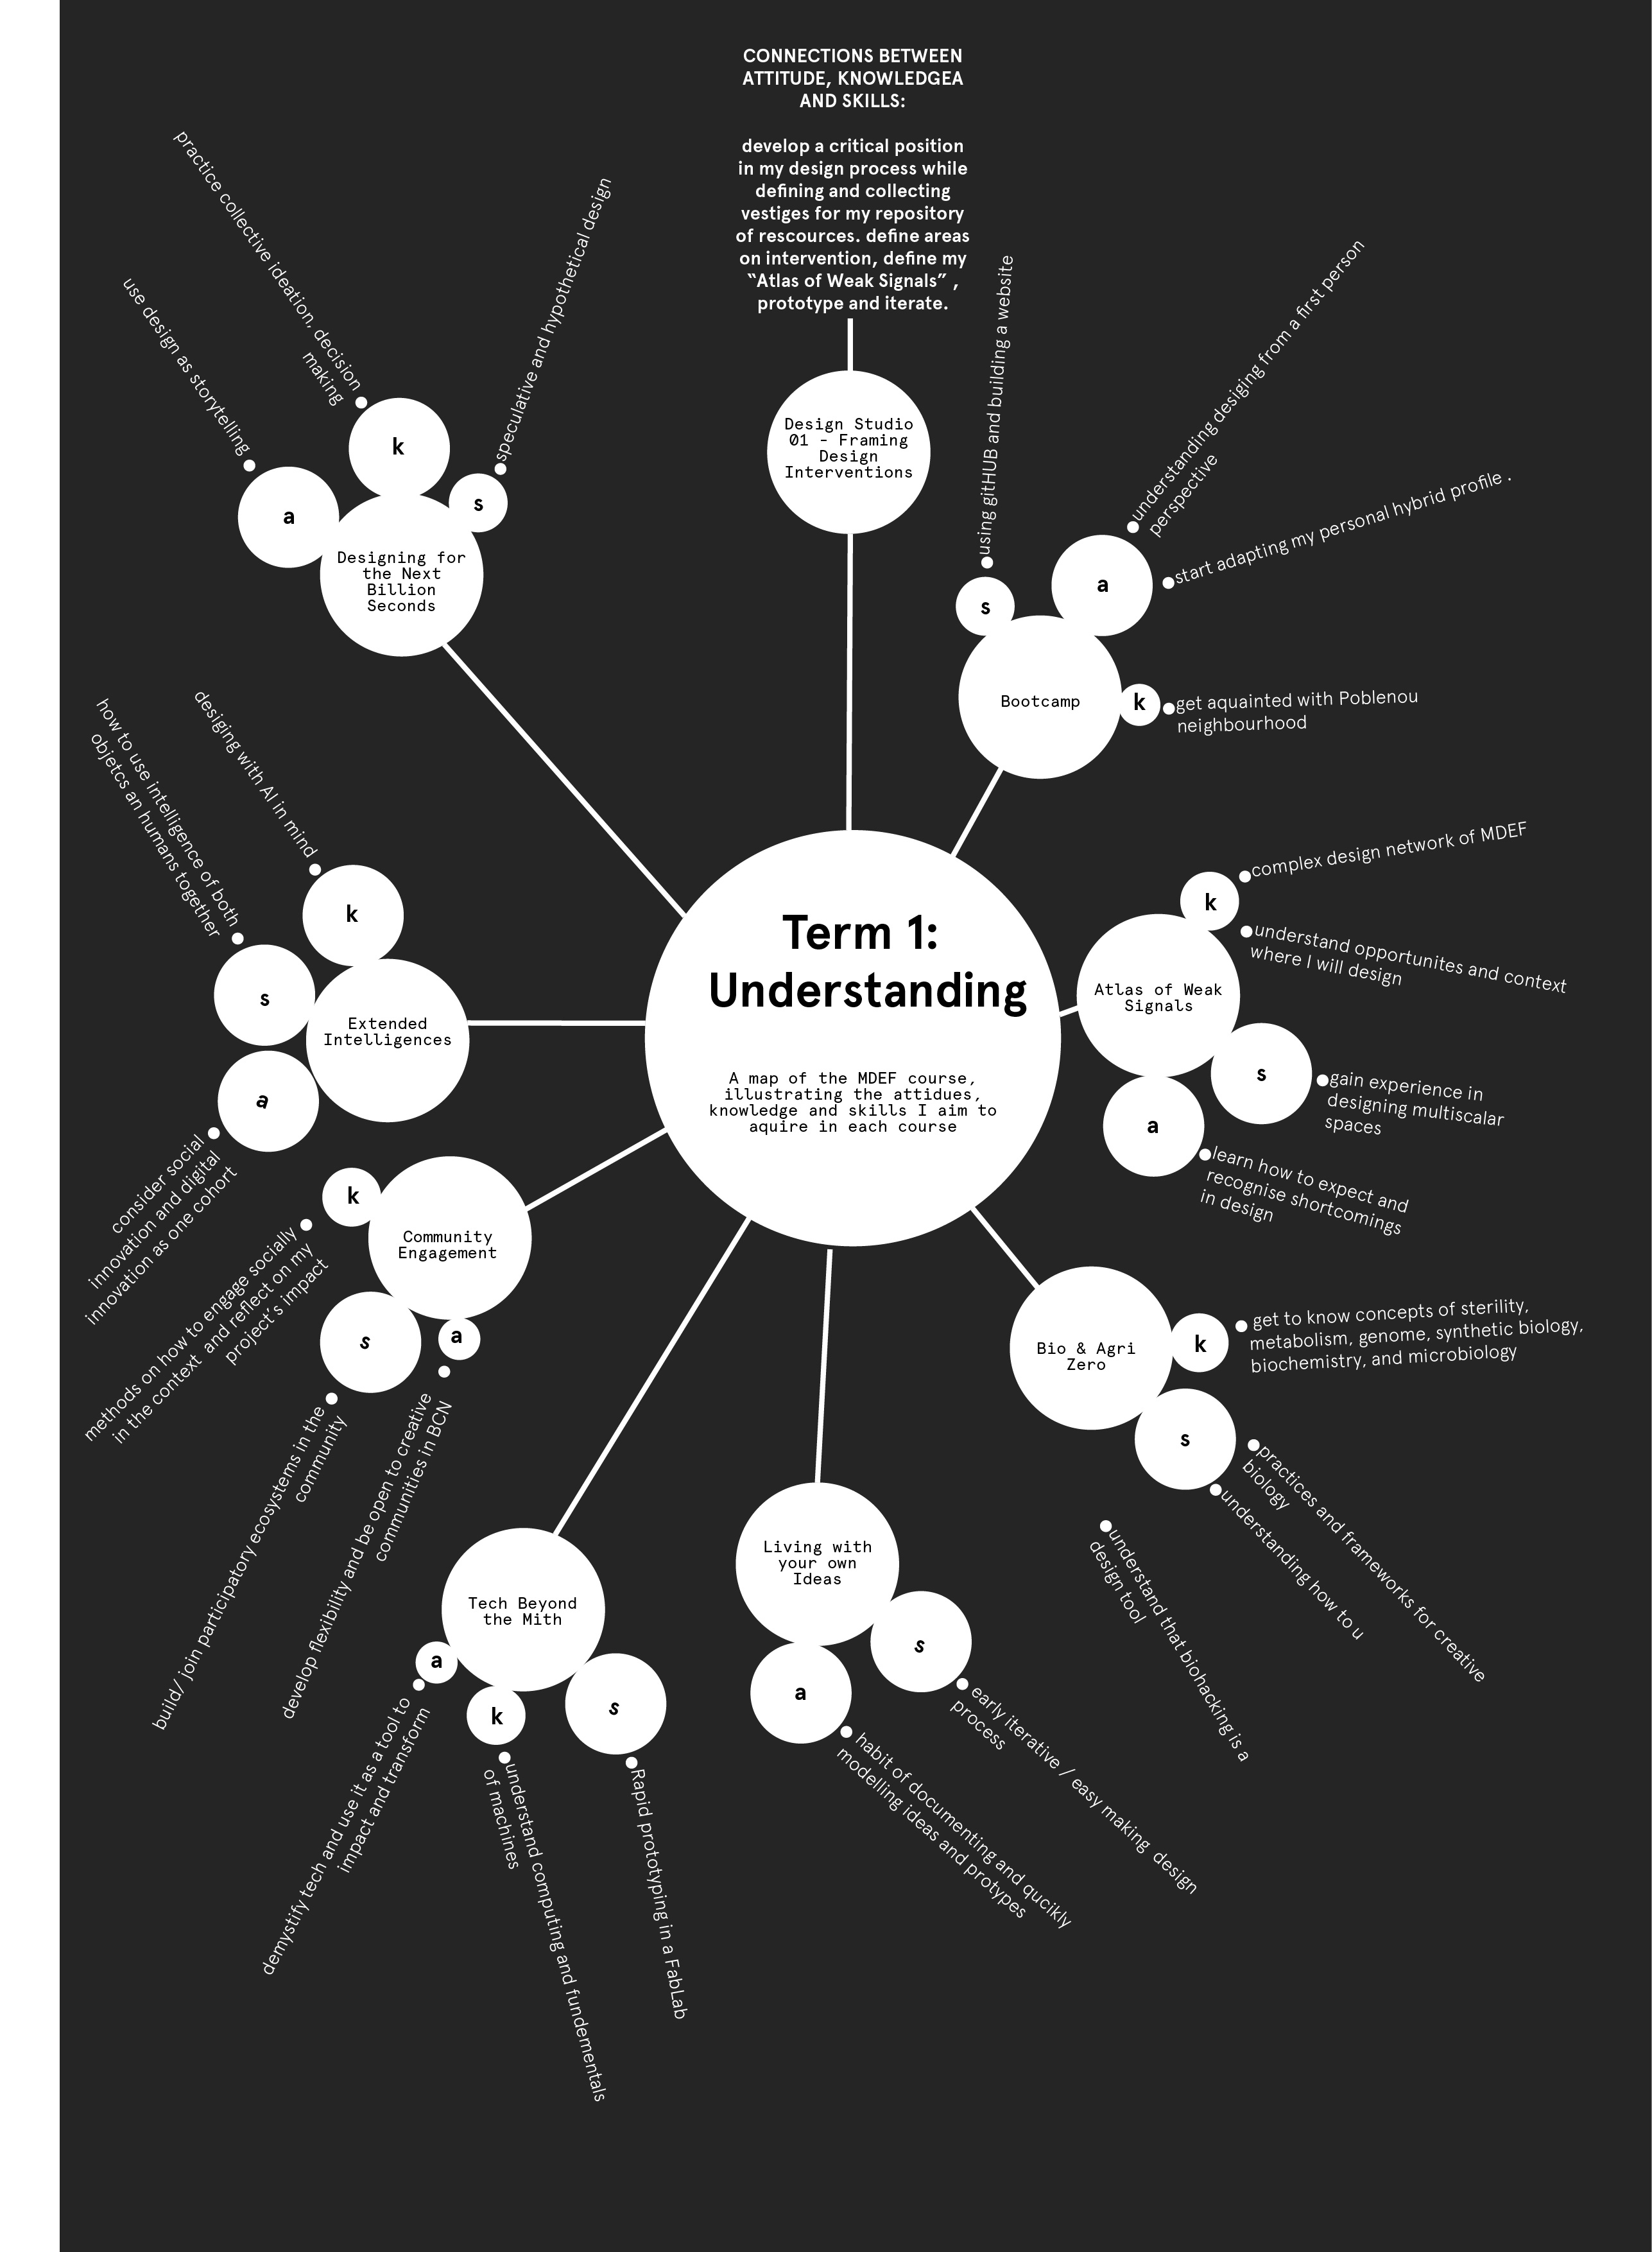 CONNECTIONS BETWEEN
ATTITUDE, KNOWLEDGEA
AND SKILLS:
develop a critical position
in my design process while
defining and collecting
vestiges for my repository
of rescources. define areas
on intervention, define my
“Atlas of Weak Signals” ,
prototype and iterate.
Design Studio
01 - Framing
Design
Interventions
practice collective ideation, decision
making
use design as storytelling
speculative and hypothetical design
k
a
s
Designing for
the Next
Billion
Seconds
using gitHUB and building a website
understanding desiging from a first person
perspective
start adapting my personal hybrid profile .
s
a
Bootcamp
k
get aquainted with Poblenou
neighbourhood
how to use intelligence of both
objetcs an humans together
desiging with AI in mind
k
s
Extended
Intelligences
a
consider social
innovation and digital
innovation as one cohort
Term 1:
Understanding
A map of the MDEF course,
illustrating the attidues,
knowledge and skills I aim to
aquire in each course
complex design network of MDEF
k
understand opportunites and context
where I will design
Atlas of Weak
Signals
s
gain experience in
designing multiscalar
spaces
a
learn how to expect and
recognise shortcomings
in design
k
Community
Engagement
methods on how to engage socially
in the context and reflect on my
project’s impact
s
a
build/ join participatory ecosystems in the
community
develop flexibility and be open to creative
communities in BCN
Bio & Agri
Zero
k
get to know concepts of sterility,
metabolism, genome, synthetic biology,
biochemistry, and microbiology
s
practices and frameworks for creative
biology
understanding how to u
understand that biohacking is a
design tool
Tech Beyond
the Mith
a
k
s
demystify tech and use it as a tool to
impact and transform
understand computing and fundementals
of machines
Rapid prototyping in a FabLab
Living with
your own
Ideas
s
a
early iterative / easy making design
process
habit of documenting and qucikly
modelling ideas and protypes